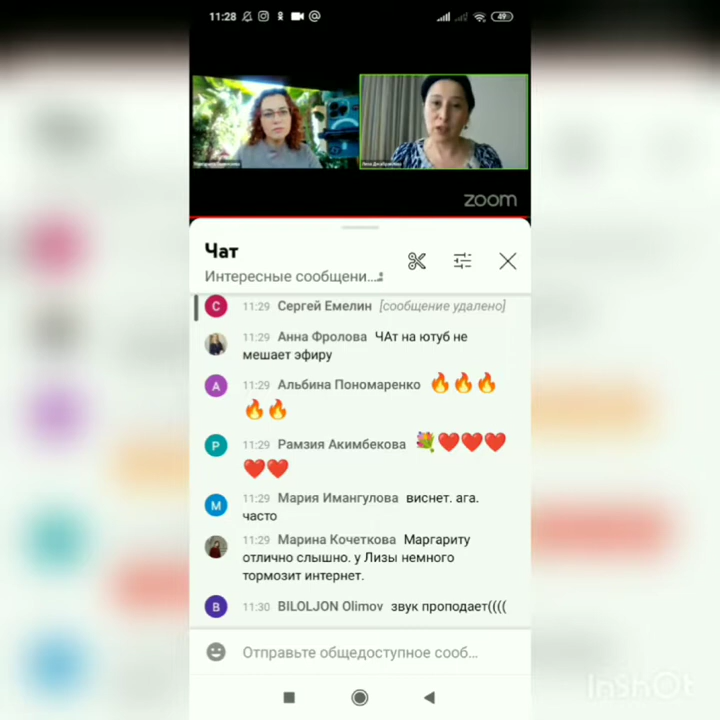 11:28
49
zoom
Чат
Интересные сообщени...
С
11:29 Сергей Емелин [сообщение удалено]
11:29 Анна Фролова ЧАт на ютуб не
мешает эфиру
А
11:29 Альбина Пономаренко 🔥🔥🔥
🔥🔥
Р
11:29 Рамзия Акимбекова 💐❤️❤️❤️
❤️❤️
М
11:29 Мария Имангулова виснет. ага.
часто
11:29 Марина Кочеткова Маргариту
отлично слышно. у Лизы немного
тормозит интернет.
B
11:30 BILOLJON Olimov звук проподает((((
Отправьте общедоступное сооб...
InShOt